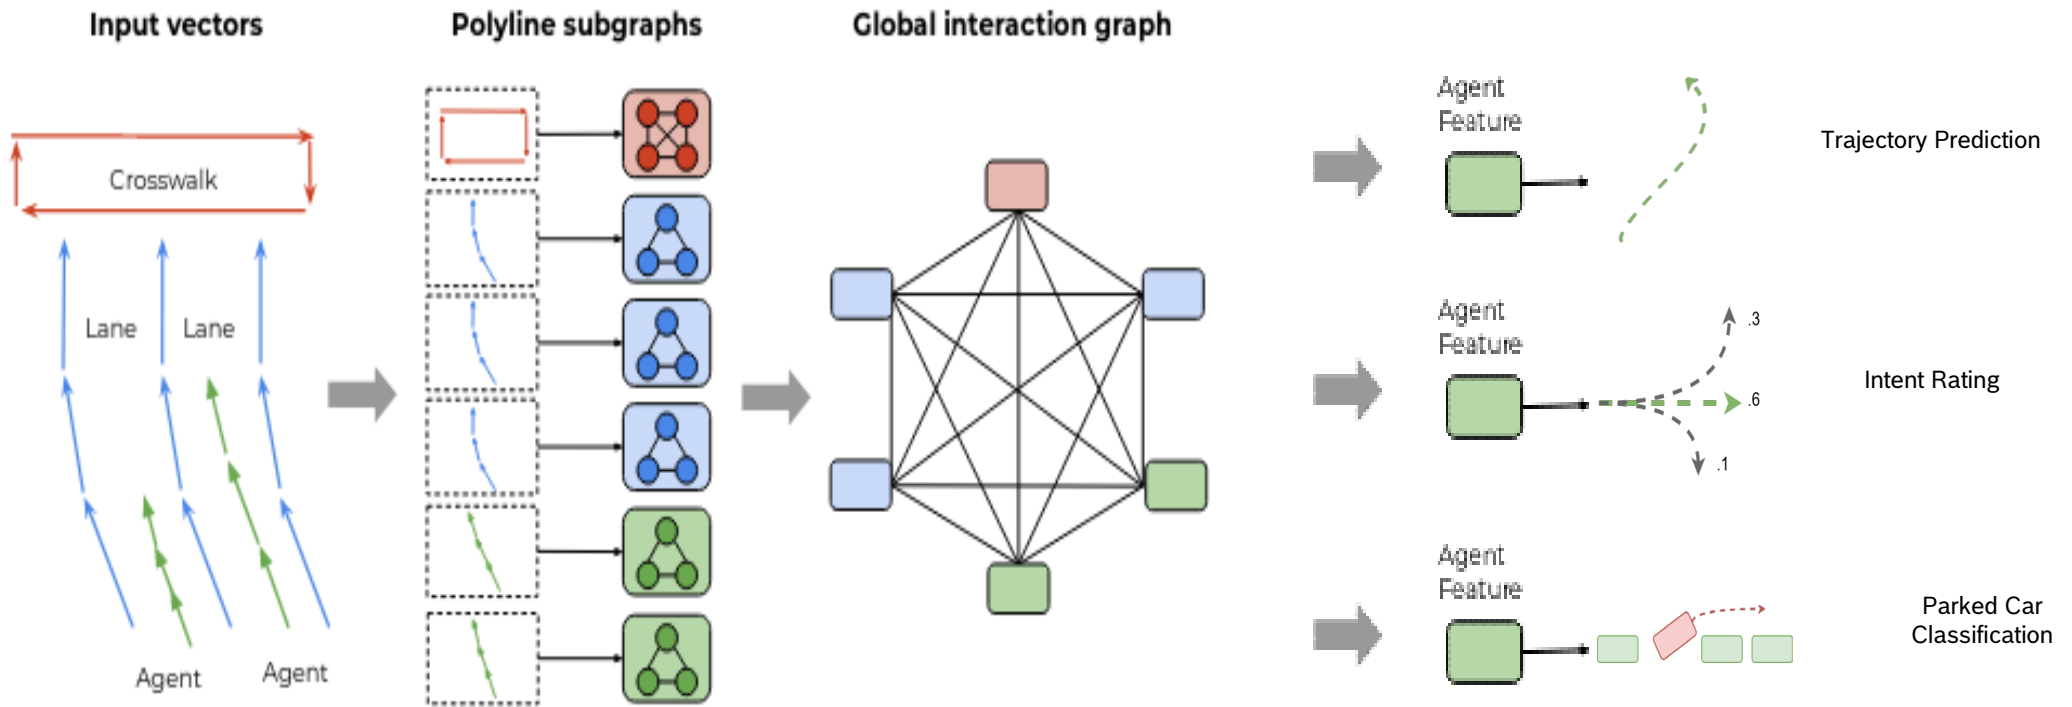 Input vectors
Polyline subgraphs
Global interaction graph
Crosswalk
Lane
Lane
Agent
Agent
Agent
Feature
Trajectory Prediction
Agent
Feature
.3
.6
.1
Intent Rating
Agent
Feature
Parked Car
Classification